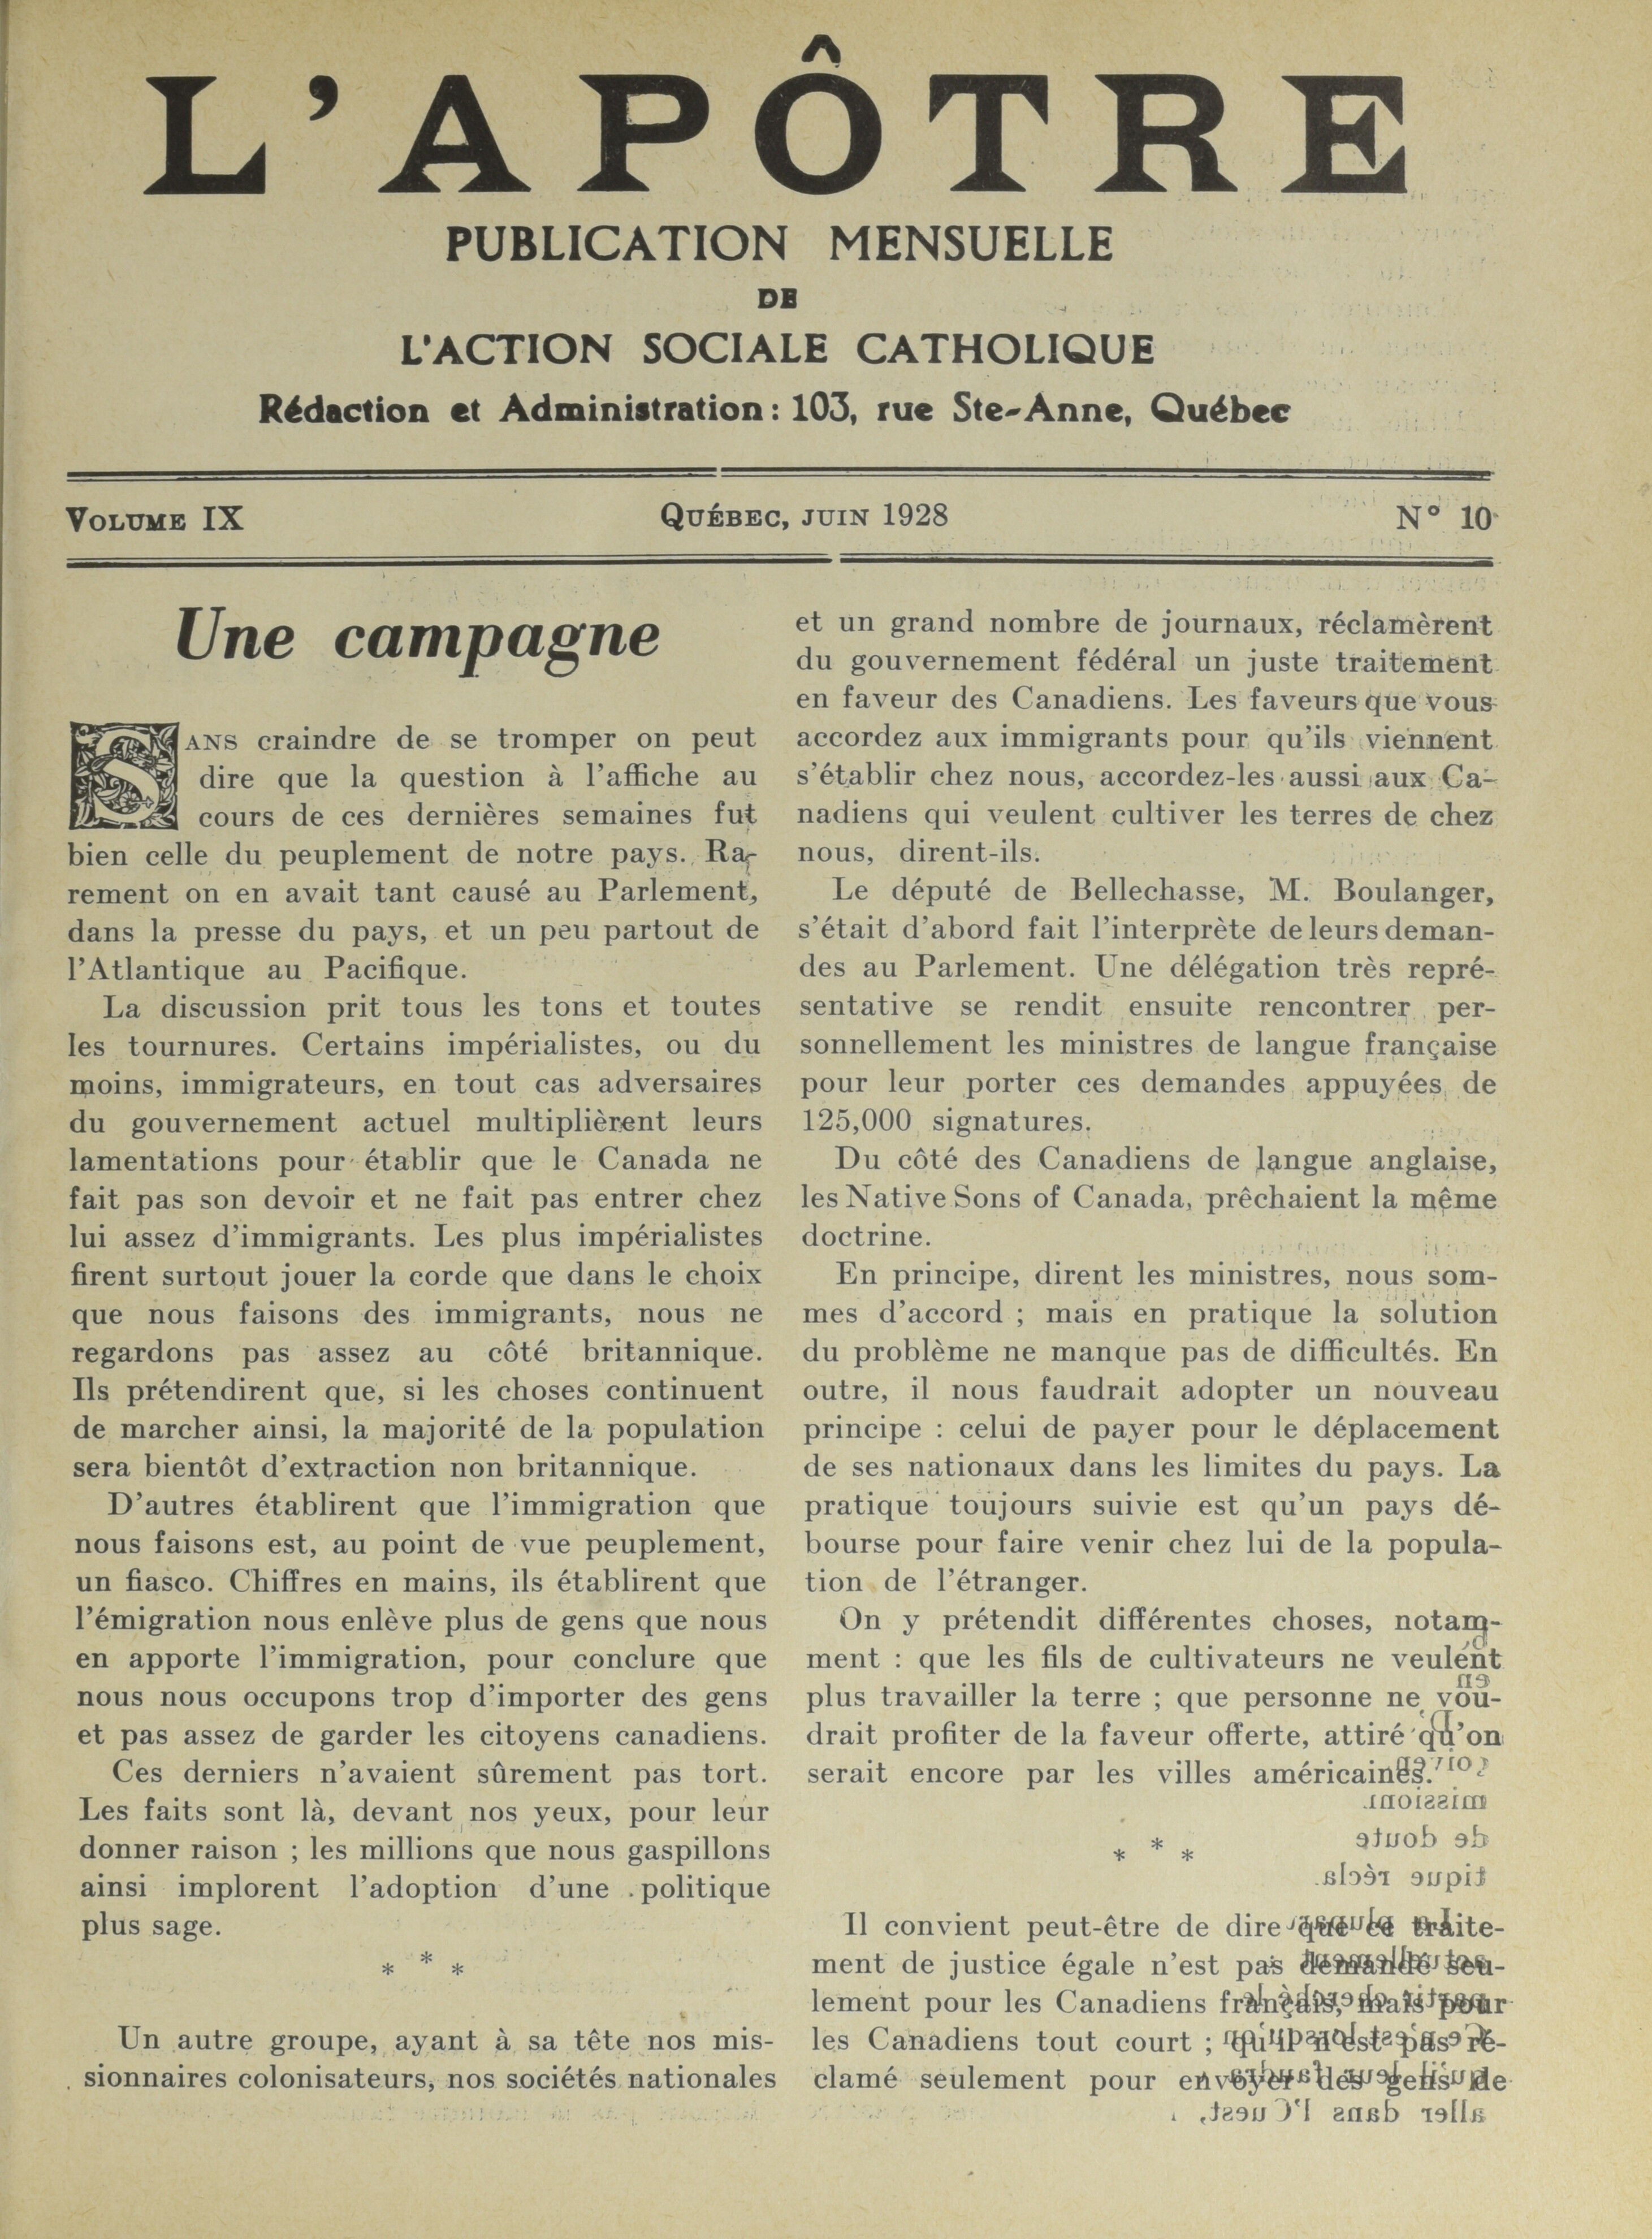 L'APÔTRE
PUBLICATION MENSUELLE
DE
L'ACTION SOCIALE CATHOLIQUE
Rédaction et Administration : 103, rue Ste-Anne, Québec
VOLUME IX
QUÉBEC, JUIN 1928
N° 10
Une campagne
SANS craindre de se tromper on peut
dire que la question à l'affiche au
cours de ces dernières semaines fut
bien celle du peuplement de notre pays. Ra-
rement on en avait tant causé au Parlement,
dans la presse du pays, et un peu partout de
l'Atlantique au Pacifique.
La discussion prit tous les tons et toutes
les tournures. Certains impérialistes, ou du
moins, immigrateurs, en tout cas adversaires
du gouvernement actuel multiplièrent leurs
lamentations pour établir que le Canada ne
fait pas son devoir et ne fait pas entrer chez
lui assez d'immigrants. Les plus impérialistes
firent surtout jouer la corde que dans le choix
que nous faisons des immigrants, nous ne
regardons pas assez au côté britannique.
Ils prétendirent que, si les choses continuent
de marcher ainsi, la majorité de la population
sera bientôt d'extraction non britannique.
D'autres établirent que l'immigration que
nous faisons est, au point de vue peuplement,
un fiasco. Chiffres en mains, ils établirent que
l'émigration nous enlève plus de gens que nous
en apporte l'immigration, pour conclure que
nous nous occupons trop d'importer des gens
et pas assez de garder les citoyens canadiens.
Ces derniers n'avaient sûrement pas tort.
Les faits sont là, devant nos yeux, pour leur
donner raison ; les millions que nous gaspillons
ainsi implorent l'adoption d'une politique
plus sage.
* * *
Un autre groupe, ayant à sa tête nos mis-
sionnaires colonisateurs, nos sociétés nationales
et un grand nombre de journaux, réclamèrent
du gouvernement fédéral un juste traitement
en faveur des Canadiens. Les faveurs que vous
accordez aux immigrants pour qu'ils viennent
s'établir chez nous, accordez-les aussi aux Ca-
nadiens qui veulent cultiver les terres de chez
nous, dirent-ils.
Le député de Bellechasse, M. Boulanger,
s'était d'abord fait l'interprète de leurs deman-
des au Parlement. Une délégation très repré-
sentative se rendit ensuite rencontrer per-
sonnellement les ministres de langue française
pour leur porter ces demandes appuyées de
125,000 signatures.
Du côté des Canadiens de langue anglaise,
les Native Sons of Canada, prêchaient la même
doctrine.
En principe, dirent les ministres, nous som-
mes d'accord ; mais en pratique la solution
du problème ne manque pas de difficultés. En
outre, il nous faudrait adopter un nouveau
principe : celui de payer pour le déplacement
de ses nationaux dans les limites du pays. La
pratique toujours suivie est qu'un pays dé-
bourse pour faire venir chez lui de la popula-
tion de l'étranger.
On y prétendit différentes choses, notam-
ment : que les fils de cultivateurs ne veulent
plus travailler la terre ; que personne ne vou-
drait profiter de la faveur offerte, attiré qu'on
serait encore par les villes américaines.
* * *
Il convient peut-être de dire que ce traite-
ment de justice égale n'est pas demandé seu-
lement pour les Canadiens français, mais pour
les Canadiens tout court ; qu'il n'est pas ré-
clamé seulement pour envoyer des gens de